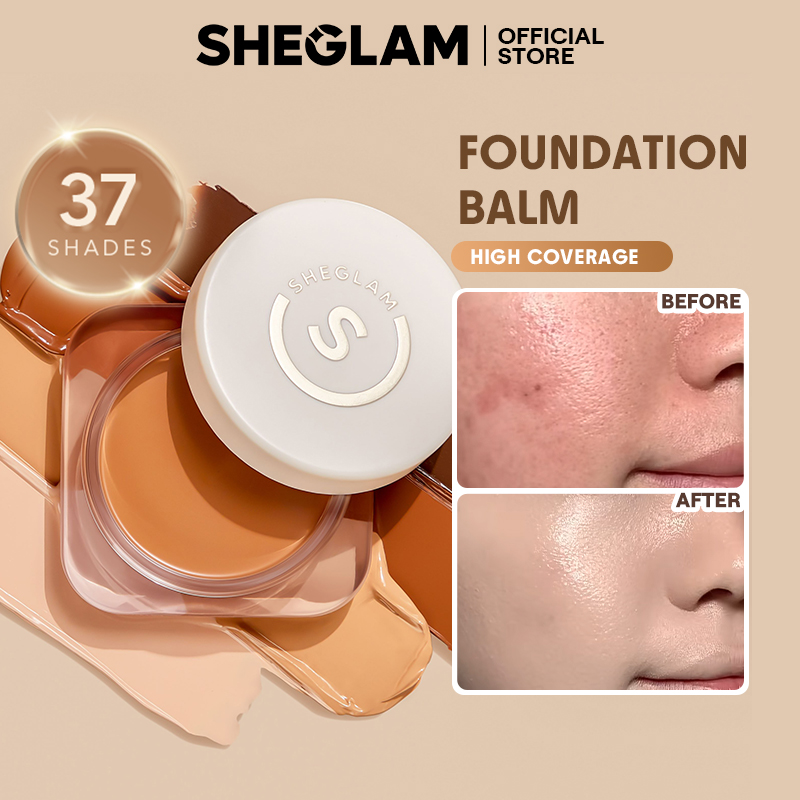 SHEGLAM
OFFICIAL
STORE
37
SHADES
FOUNDATION
BALM
HIGH COVERAGE
SHEGLAM
S
BEFORE
AFTER